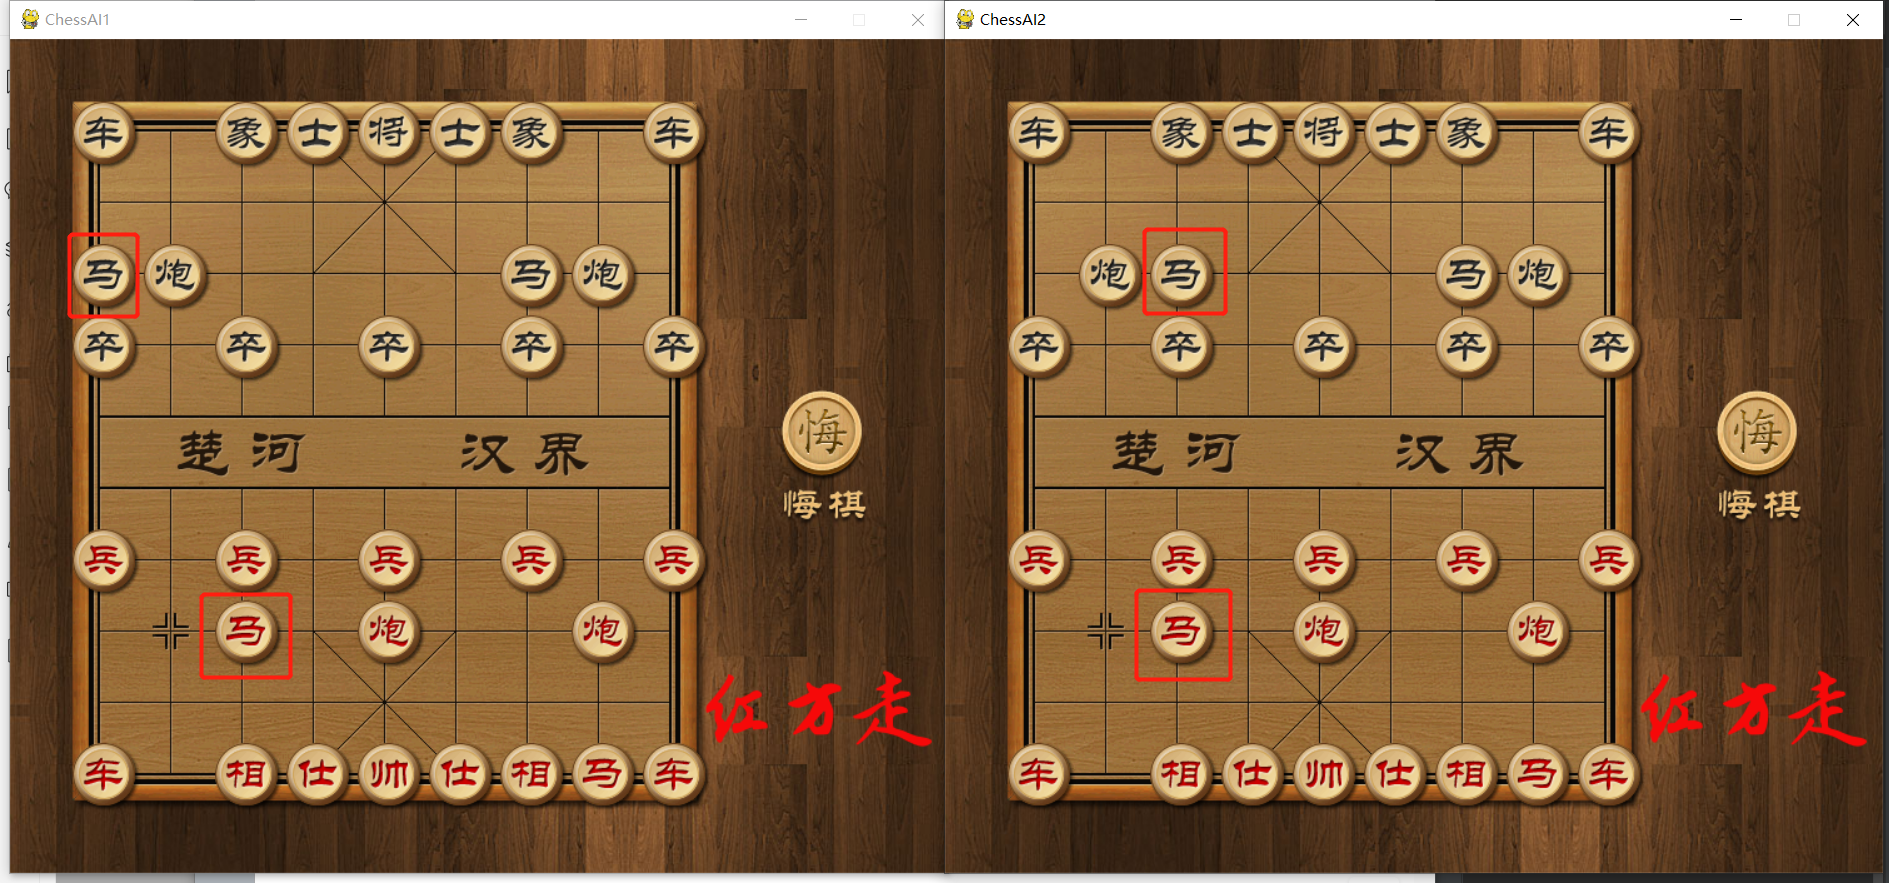 ChessAI1
车 象 士 将 士 象 车
马 炮 马 炮
卒 卒 卒 卒 卒
悔
楚河 汉界
悔棋
兵 兵 兵 兵 兵
马 炮 炮
红方走
车 相 仕 帅 仕 相 马 车
ChessAI2
车 象 士 将 士 象 车
炮 马 马 炮
卒 卒 卒 卒 卒
悔
楚河 汉界
悔棋
兵 兵 兵 兵 兵
马 炮 炮
红方走
车 相 仕 帅 仕 相 马 车